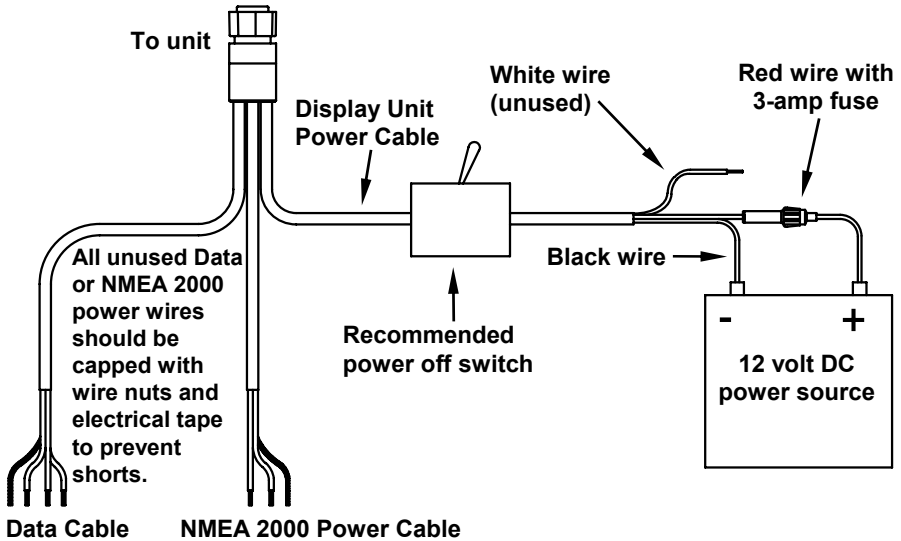 To unit
Display Unit
Power Cable
White wire
(unused)
Red wire with
3-amp fuse
All unused Data
or NMEA 2000
power wires
should be
capped with
wire nuts and
electrical tape
to prevent
shorts.
Black wire
Recommended
power off switch
- +
12 volt DC
power source
Data Cable
NMEA 2000 Power Cable